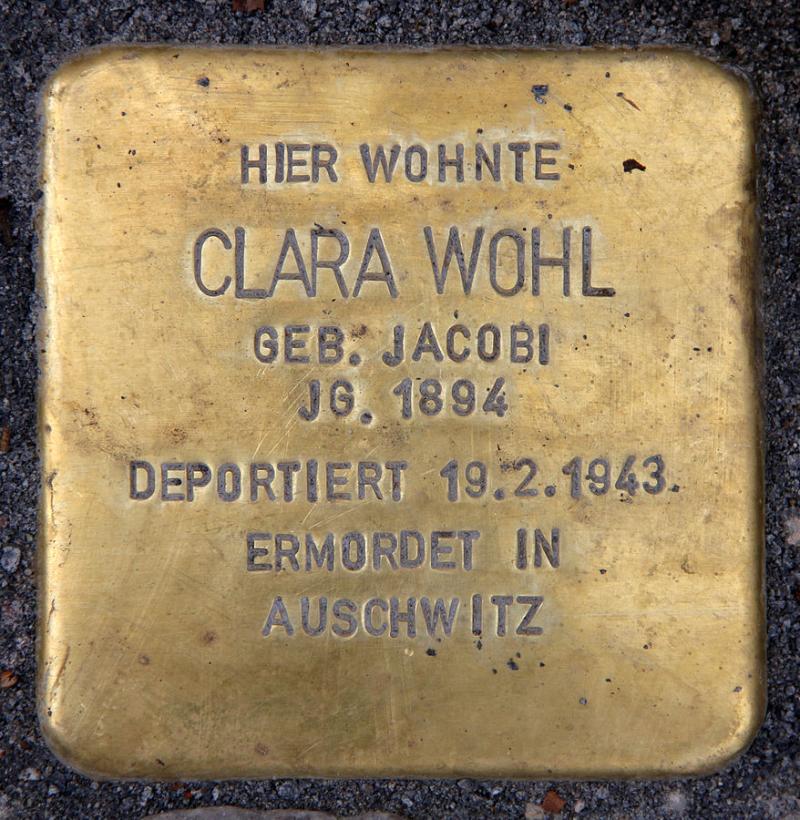 HIER WOHNTE
CLARA WOHL
GEB. JACOBI
JG. 1894
DEPORTIERT 19.2.1943.
ERMORDET IN
AUSCHWITZ